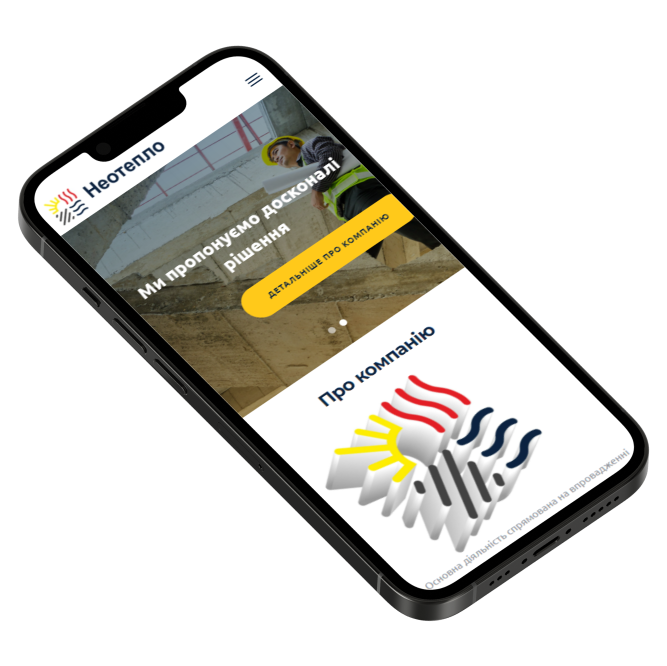 Неотепло
Ми пропонуємо досконалі
рішення
ДЕТАЛЬНІШЕ ПРО КОМПАНІЮ
Про компанію
Основна діяльність спрямована на впровадженні